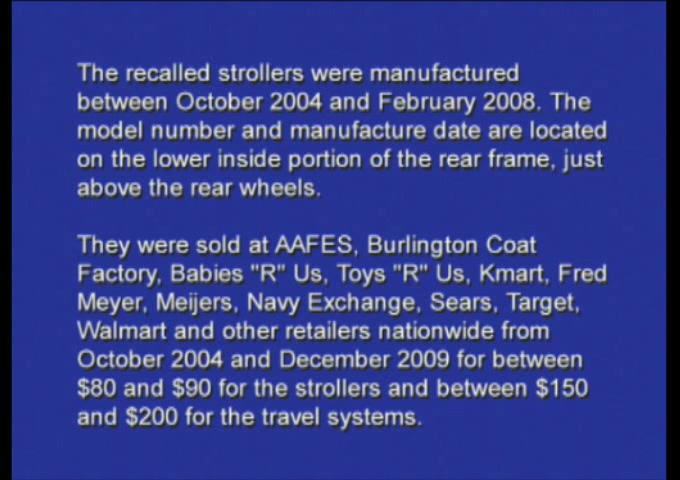 The recalled strollers were manufactured
between October 2004 and February 2008. The
model number and manufacture date are located
on the lower inside portion of the rear frame, just
above the rear wheels.
They were sold at AAFES, Burlington Coat
Factory, Babies "R" Us, Toys "R" Us, Kmart, Fred
Meyer, Meijers, Navy Exchange, Sears, Target,
Walmart and other retailers nationwide from
October 2004 and December 2009 for between
$80 and $90 for the strollers and between $150
and $200 for the travel systems.